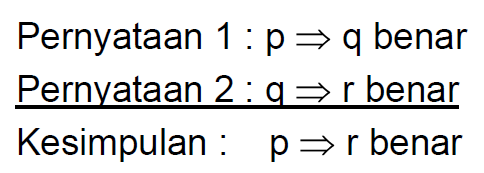 Pernyataan 1 : p ⇒ q benar
Pernyataan 2 : q ⇒ r benar
Kesimpulan : p ⇒ r benar